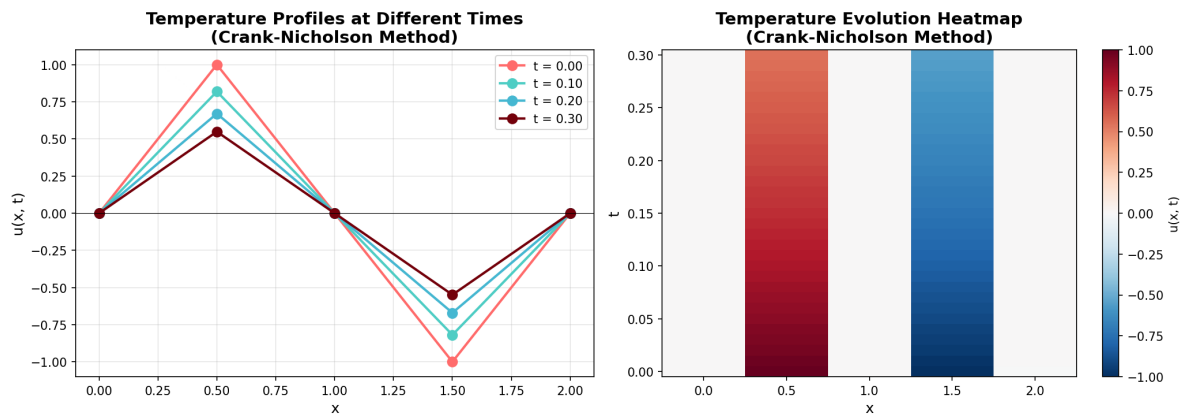 Temperature Profiles at Different Times
(Crank-Nicholson Method)
u(x, t)
1.00
0.75
0.50
0.25
0.00
−0.25
−0.50
−0.75
−1.00
t = 0.00
t = 0.10
t = 0.20
t = 0.30
0.00 0.25 0.50 0.75 1.00 1.25 1.50 1.75 2.00
x
Temperature Evolution Heatmap
(Crank-Nicholson Method)
t
0.30
0.25
0.20
0.15
0.10
0.05
0.00
0.0 0.5 1.0 1.5 2.0
x
1.00
0.75
0.50
0.25
0.00
−0.25
−0.50
−0.75
−1.00
u(x, t)